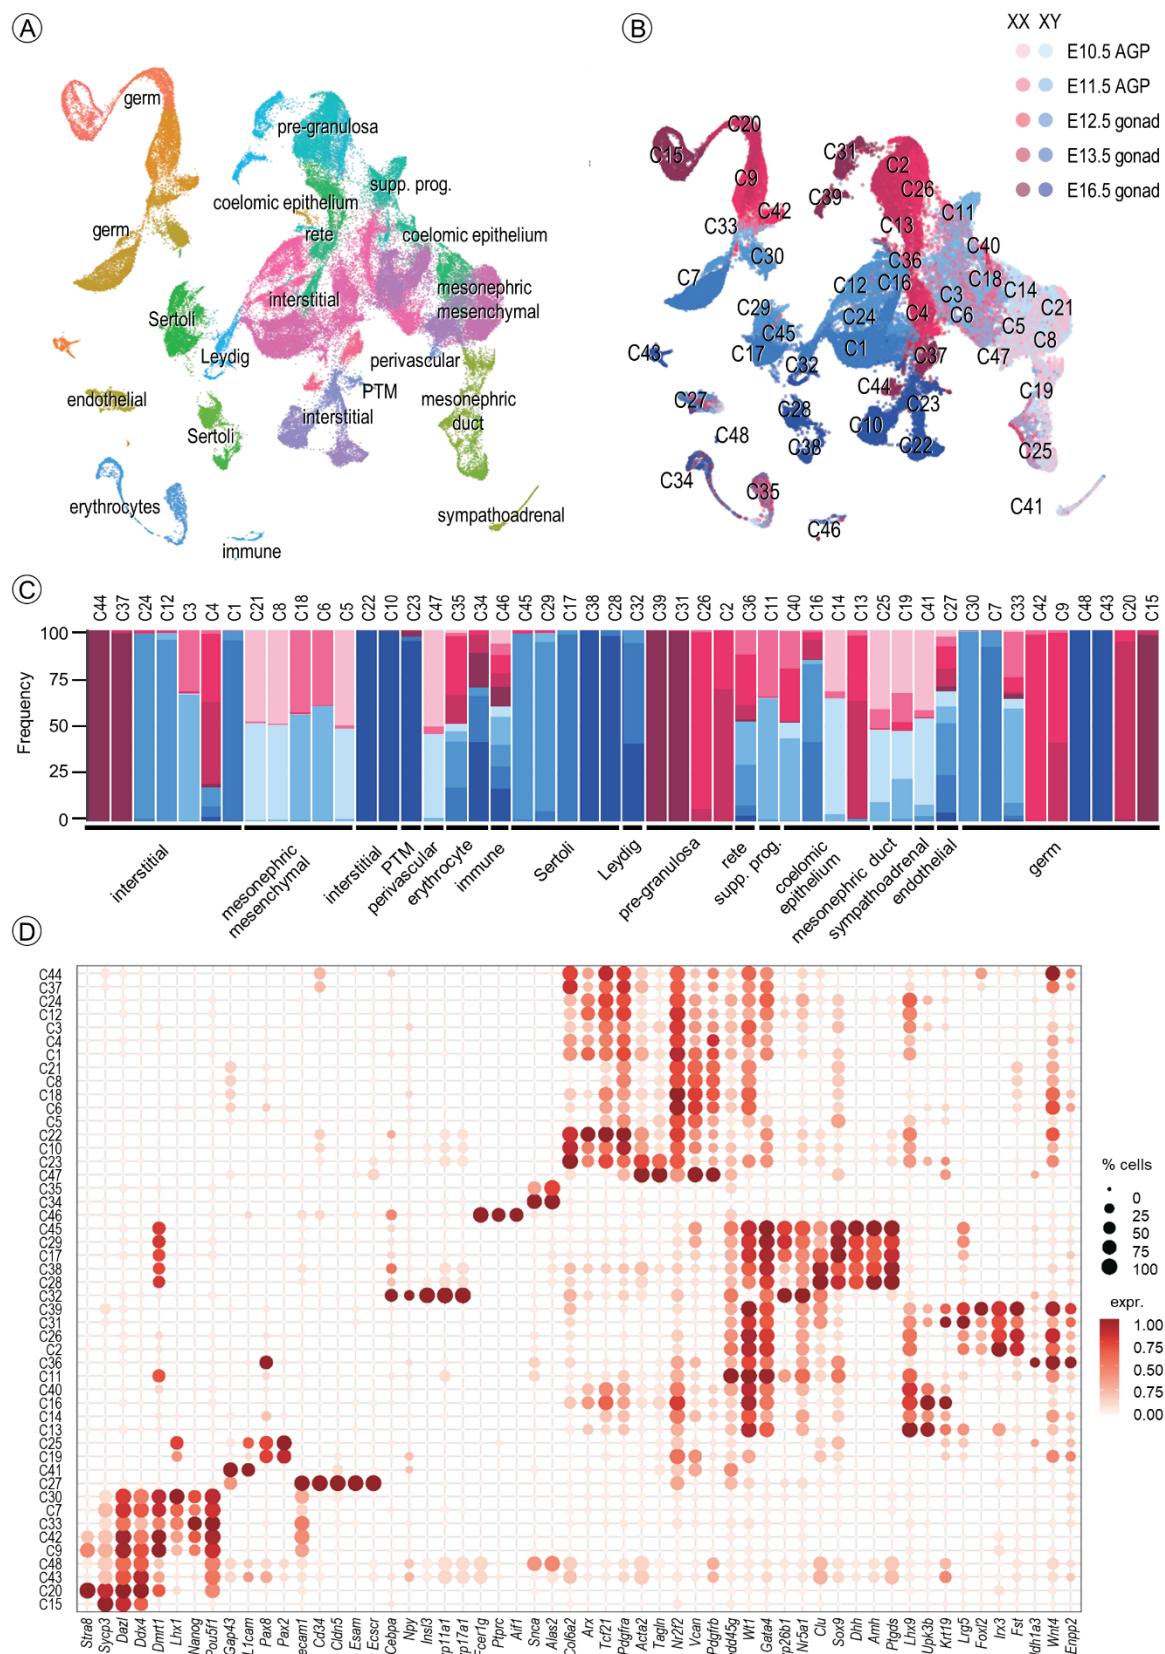 A
germ
pre-granulosa
supp. prog.
coelomic epithelium
germ
rete
coelomic epithelium
mesonephric
mesenchymal
interstitial
Sertoli
Leydig
perivascular
PTM
endothelial
mesonephric
duct
interstitial
Sertoli
erythrocytes
sympathoadrenal
immune
B
XX XY
E10.5 AGP
E11.5 AGP
E12.5 gonad
E13.5 gonad
E16.5 gonad
C20
C15
C31
C2
C9
C26
C39
C42
C11
C33
C13
C40
C30
C36
C7
C12
C16
C18
C14
C3
C21
C29
C24
C4
C6
C5
C45
C8
C43
C17
C1
C37
C47
C32
C44
C19
C27
C28
C23
C48
C10
C38
C22
C25
C34
C35
C41
C46
C
C44 C37 C24 C12 C3 C4 C1 C21 C8 C18 C6 C5 C22 C10 C23 C47 C35 C34 C46 C45 C29 C17 C38 C28 C32 C39 C31 C26 C2 C36 C11 C40 C16 C14 C13 C25 C19 C41 C27 C30 C7 C33 C42 C9 C48 C43 C20 C15
Frequency
100
75
50
25
0
interstitial
mesonephric
mesenchymal
interstitial
PTM
perivascular
erythrocyte
immune
Sertoli
Leydig
pre-granulosa
rete
supp. prog.
coelomic
epithelium
mesonephric duct
sympathoadrenal
endothelial
germ
D
C44
C37
C24
C12
C3
C4
C1
C21
C8
C18
C6
C5
C22
C10
C23
C47
C35
C34
C46
C45
C29
C17
C38
C28
C32
C39
C31
C26
C2
C36
C11
C40
C16
C14
C13
C25
C19
C41
C27
C30
C7
C33
C42
C9
C48
C43
C20
C15
% cells
0
25
50
75
100
expr.
1.00
0.75
0.50
0.75
0.00
Stra8 Sycp3 Dazl Ddx4 Dmrt1 Lhx1 Nanog Pou5f1 Gap43 L1cam Pax8 Pax2 ecam1 Cd34 Cldn5 Esam Ecscr Cebpa Npy Insl3 p11a1 p17a1 Fcer1g Ptprc Aif1 Snca Alas2 Col6a2 Arx Tcf21 Pdgfra Acta2 Tagln Nr2f2 Vcan Pdgfrb dd45g Wt1 Gata4 p26b1 Nr5a1 Clu Sox9 Dhh Amh Ptgds Lhx9 Upk3b Krt19 Lrg5 Foxl2 Irx3 Fst dh1a3 Wnt4 Enpp2